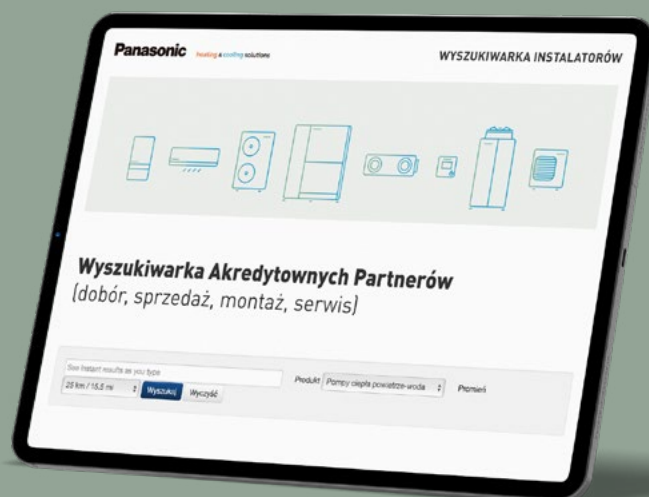 Panasonic heating & cooling solutions WYSZUKIWARKA INSTALATORÓW
Wyszukiwarka Akredytownych Partnerów
(dobór, sprzedaż, montaż, serwis)
See instant results as you type Produkt Pompy ciepła powietrze-woda Promień
25 km / 15.5 mi Wyszukaj Wyczyść